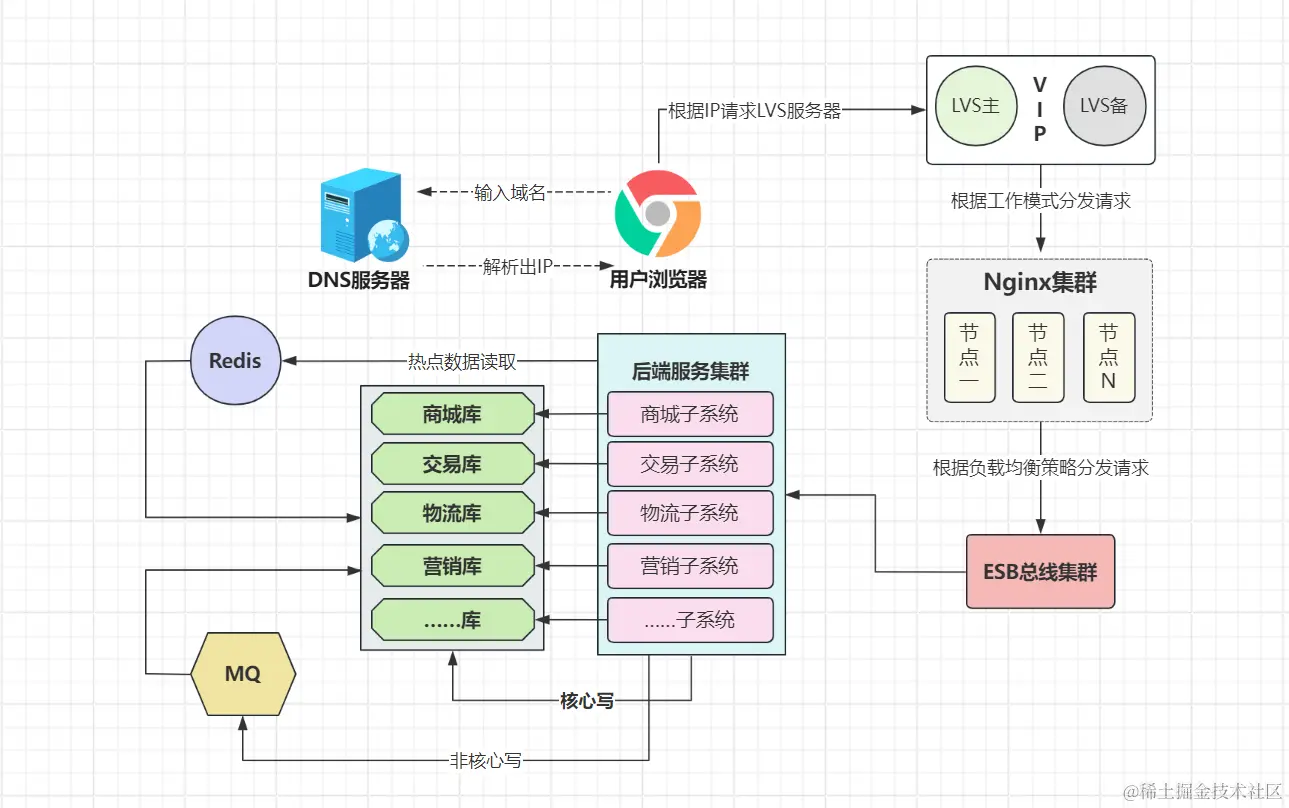 根据IP请求LVS服务器
LVS主
V
I
P
LVS备
输入域名
根据工作模式分发请求
解析出IP
DNS服务器
用户浏览器
Nginx集群
节
点
一
节
点
二
节
点
N
Redis
热点数据读取
后端服务集群
商城库
商城子系统
交易库
交易子系统
根据负载均衡策略分发请求
物流库
物流子系统
营销库
营销子系统
ESB总线集群
......库
......子系统
MQ
核心写
非核心写
@稀土掘金技术社区